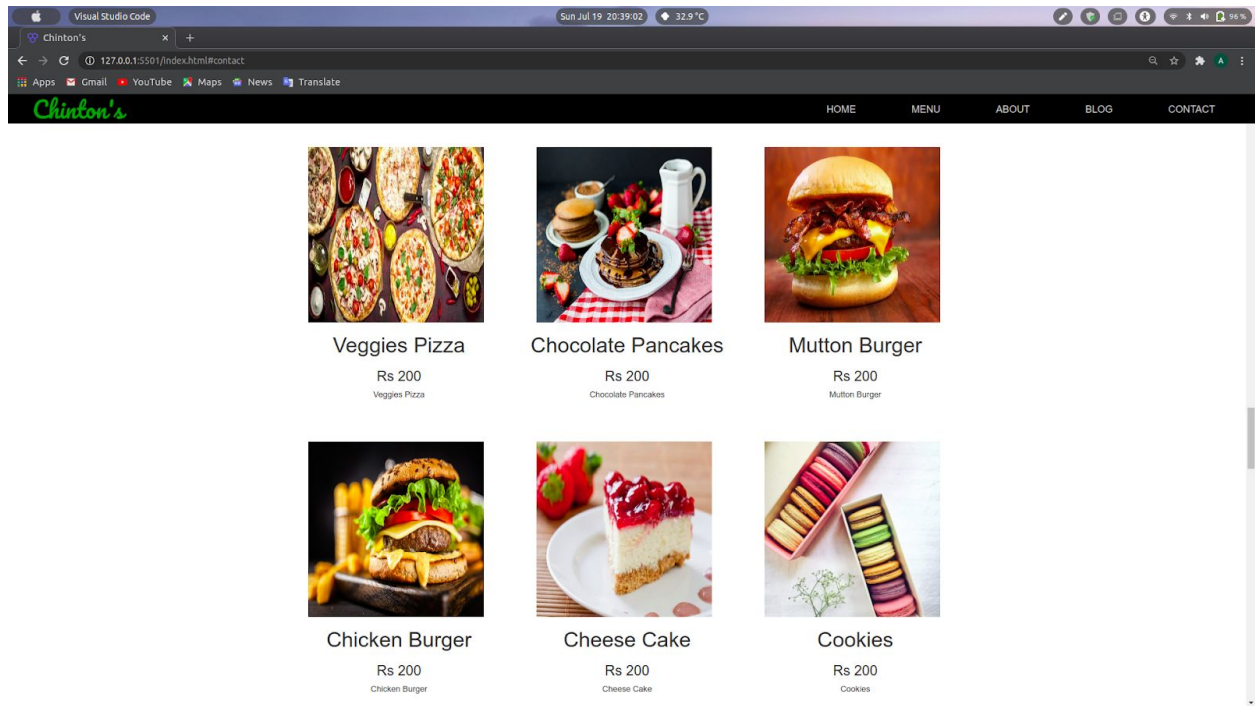 Visual Studio Code
Sun Jul 19 20:39:02
32.9 °C
96 %
Chinton's
127.0.0.1:5501/index.html#contact
A
Apps Gmail YouTube Maps News Translate
Chinton's
HOME MENU ABOUT BLOG CONTACT
Veggies Pizza Chocolate Pancakes Mutton Burger
Rs 200 Rs 200 Rs 200
Veggies Pizza Chocolate Pancakes Mutton Burger
Chicken Burger Cheese Cake Cookies
Rs 200 Rs 200 Rs 200
Chicken Burger Cheese Cake Cookies